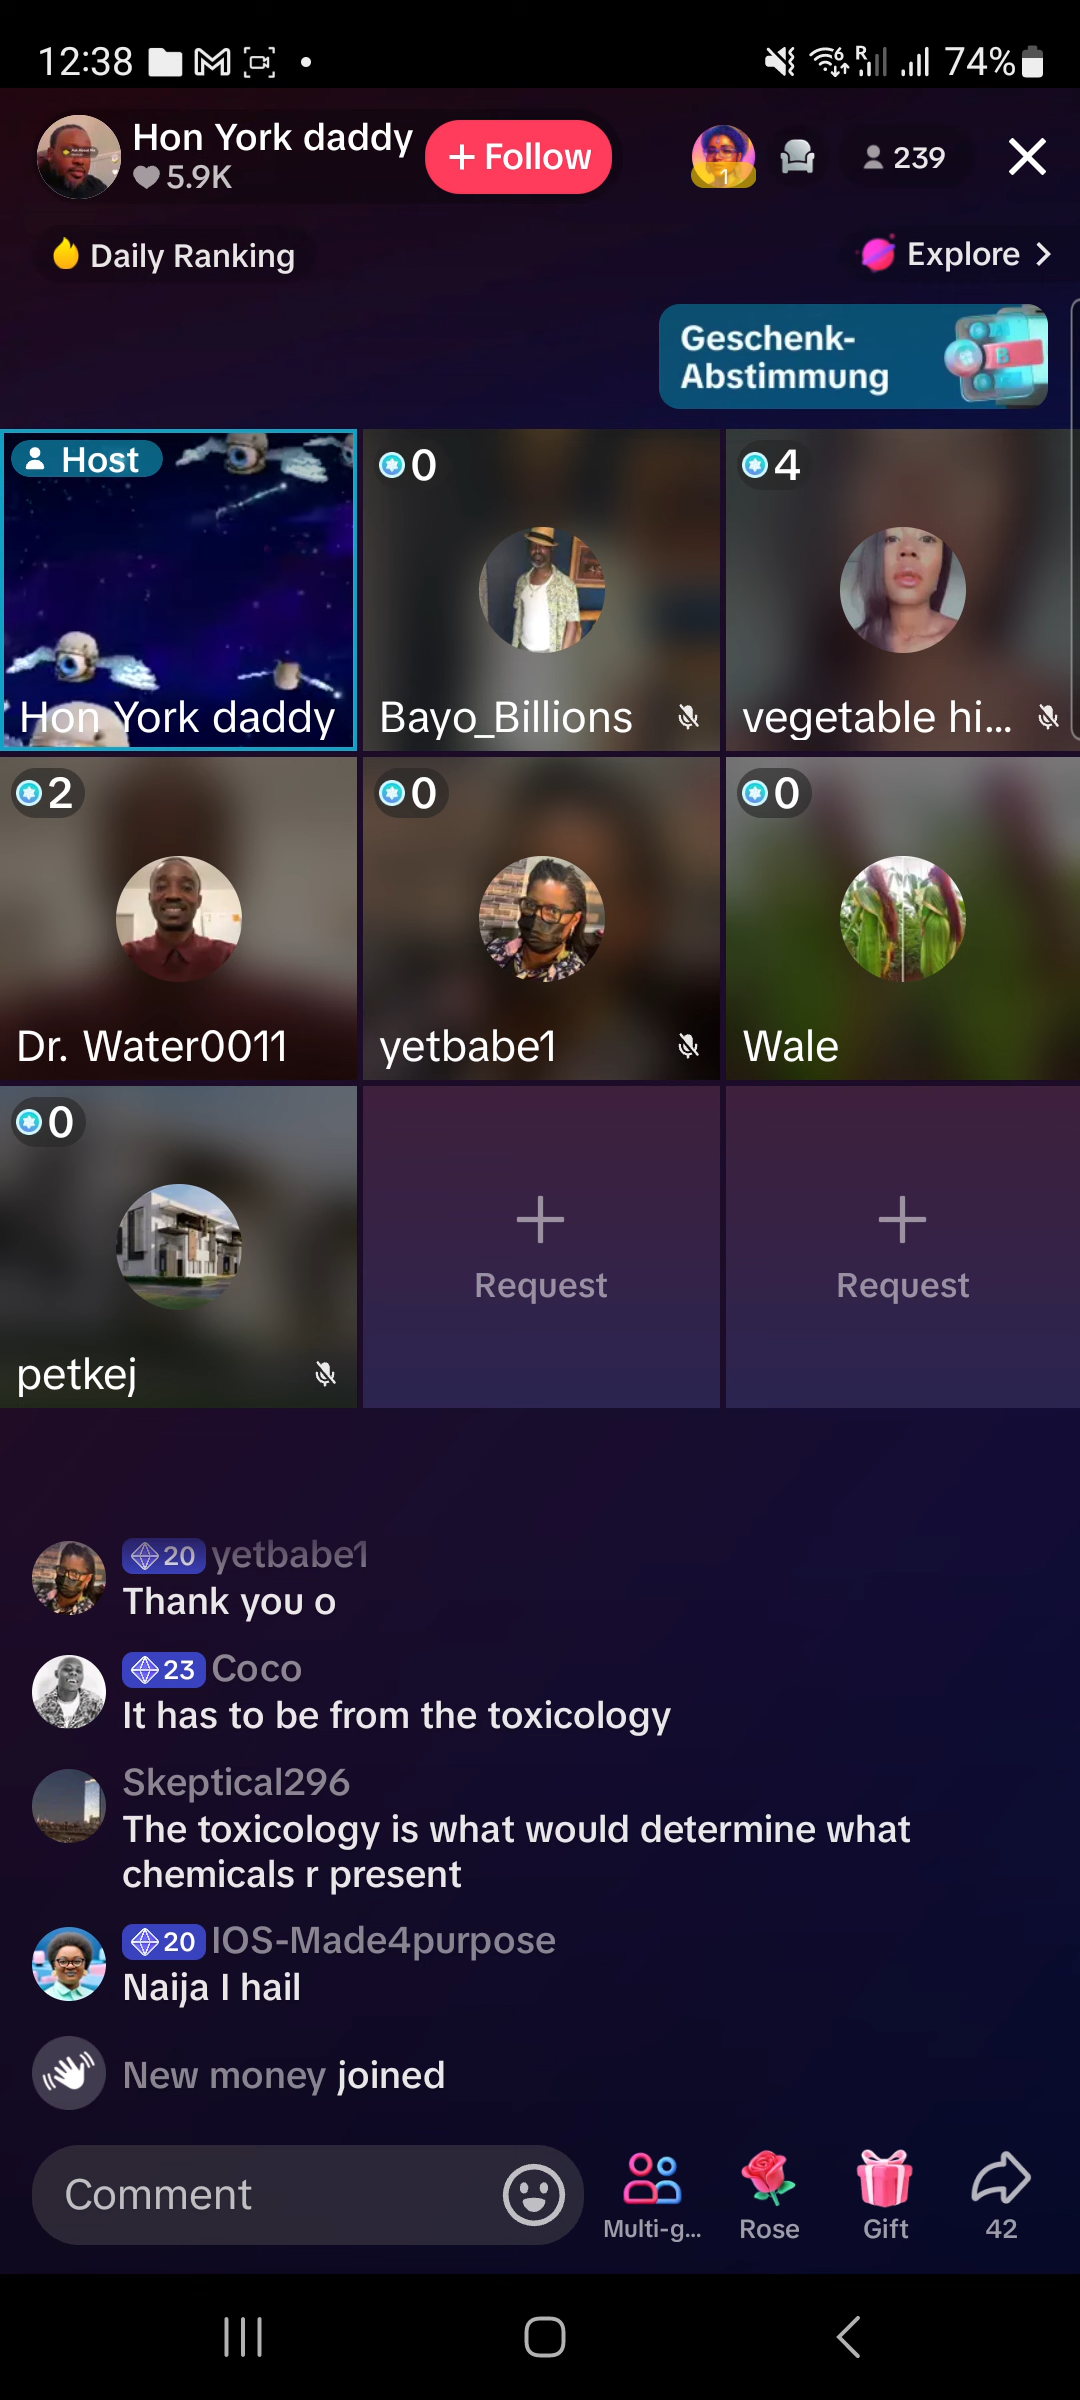 12:38
74%
Hon York daddy
5.9K
+ Follow
1
239
Daily Ranking
Explore >
Geschenk-
Abstimmung
Host
0
4
Hon York daddy
Bayo_Billions
vegetable hi...
2
0
0
Dr. Water0011
yetbabe1
Wale
0
Request
Request
petkej
20 yetbabe1
Thank you o
23 Coco
It has to be from the toxicology
Skeptical296
The toxicology is what would determine what
chemicals r present
20 IOS-Made4purpose
Naija I hail
New money joined
Comment
Multi-g...
Rose
Gift
42